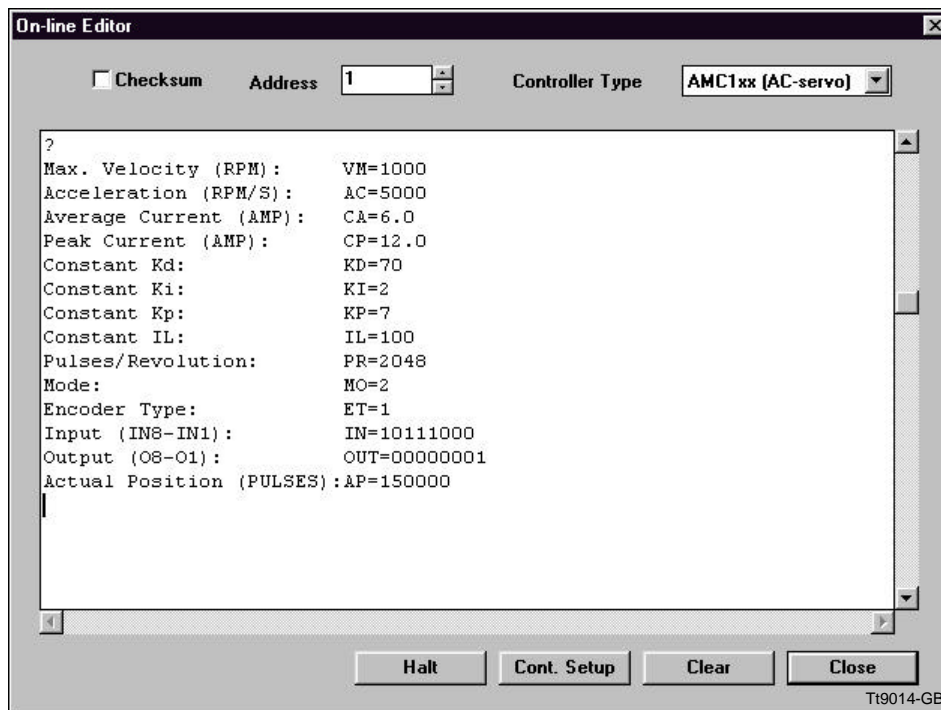 On-line Editor
Checksum Address 1 Controller Type AMC1xx (AC-servo)
?
Max. Velocity (RPM): VM=1000
Acceleration (RPM/S): AC=5000
Average Current (AMP): CA=6.0
Peak Current (AMP): CP=12.0
Constant Kd: KD=70
Constant Ki: KI=2
Constant Kp: KP=7
Constant IL: IL=100
Pulses/Revolution: PR=2048
Mode: MO=2
Encoder Type: ET=1
Input (IN8-IN1): IN=10111000
Output (O8-O1): OUT=00000001
Actual Position (PULSES):AP=150000
Halt Cont. Setup Clear Close
Tt9014-GB